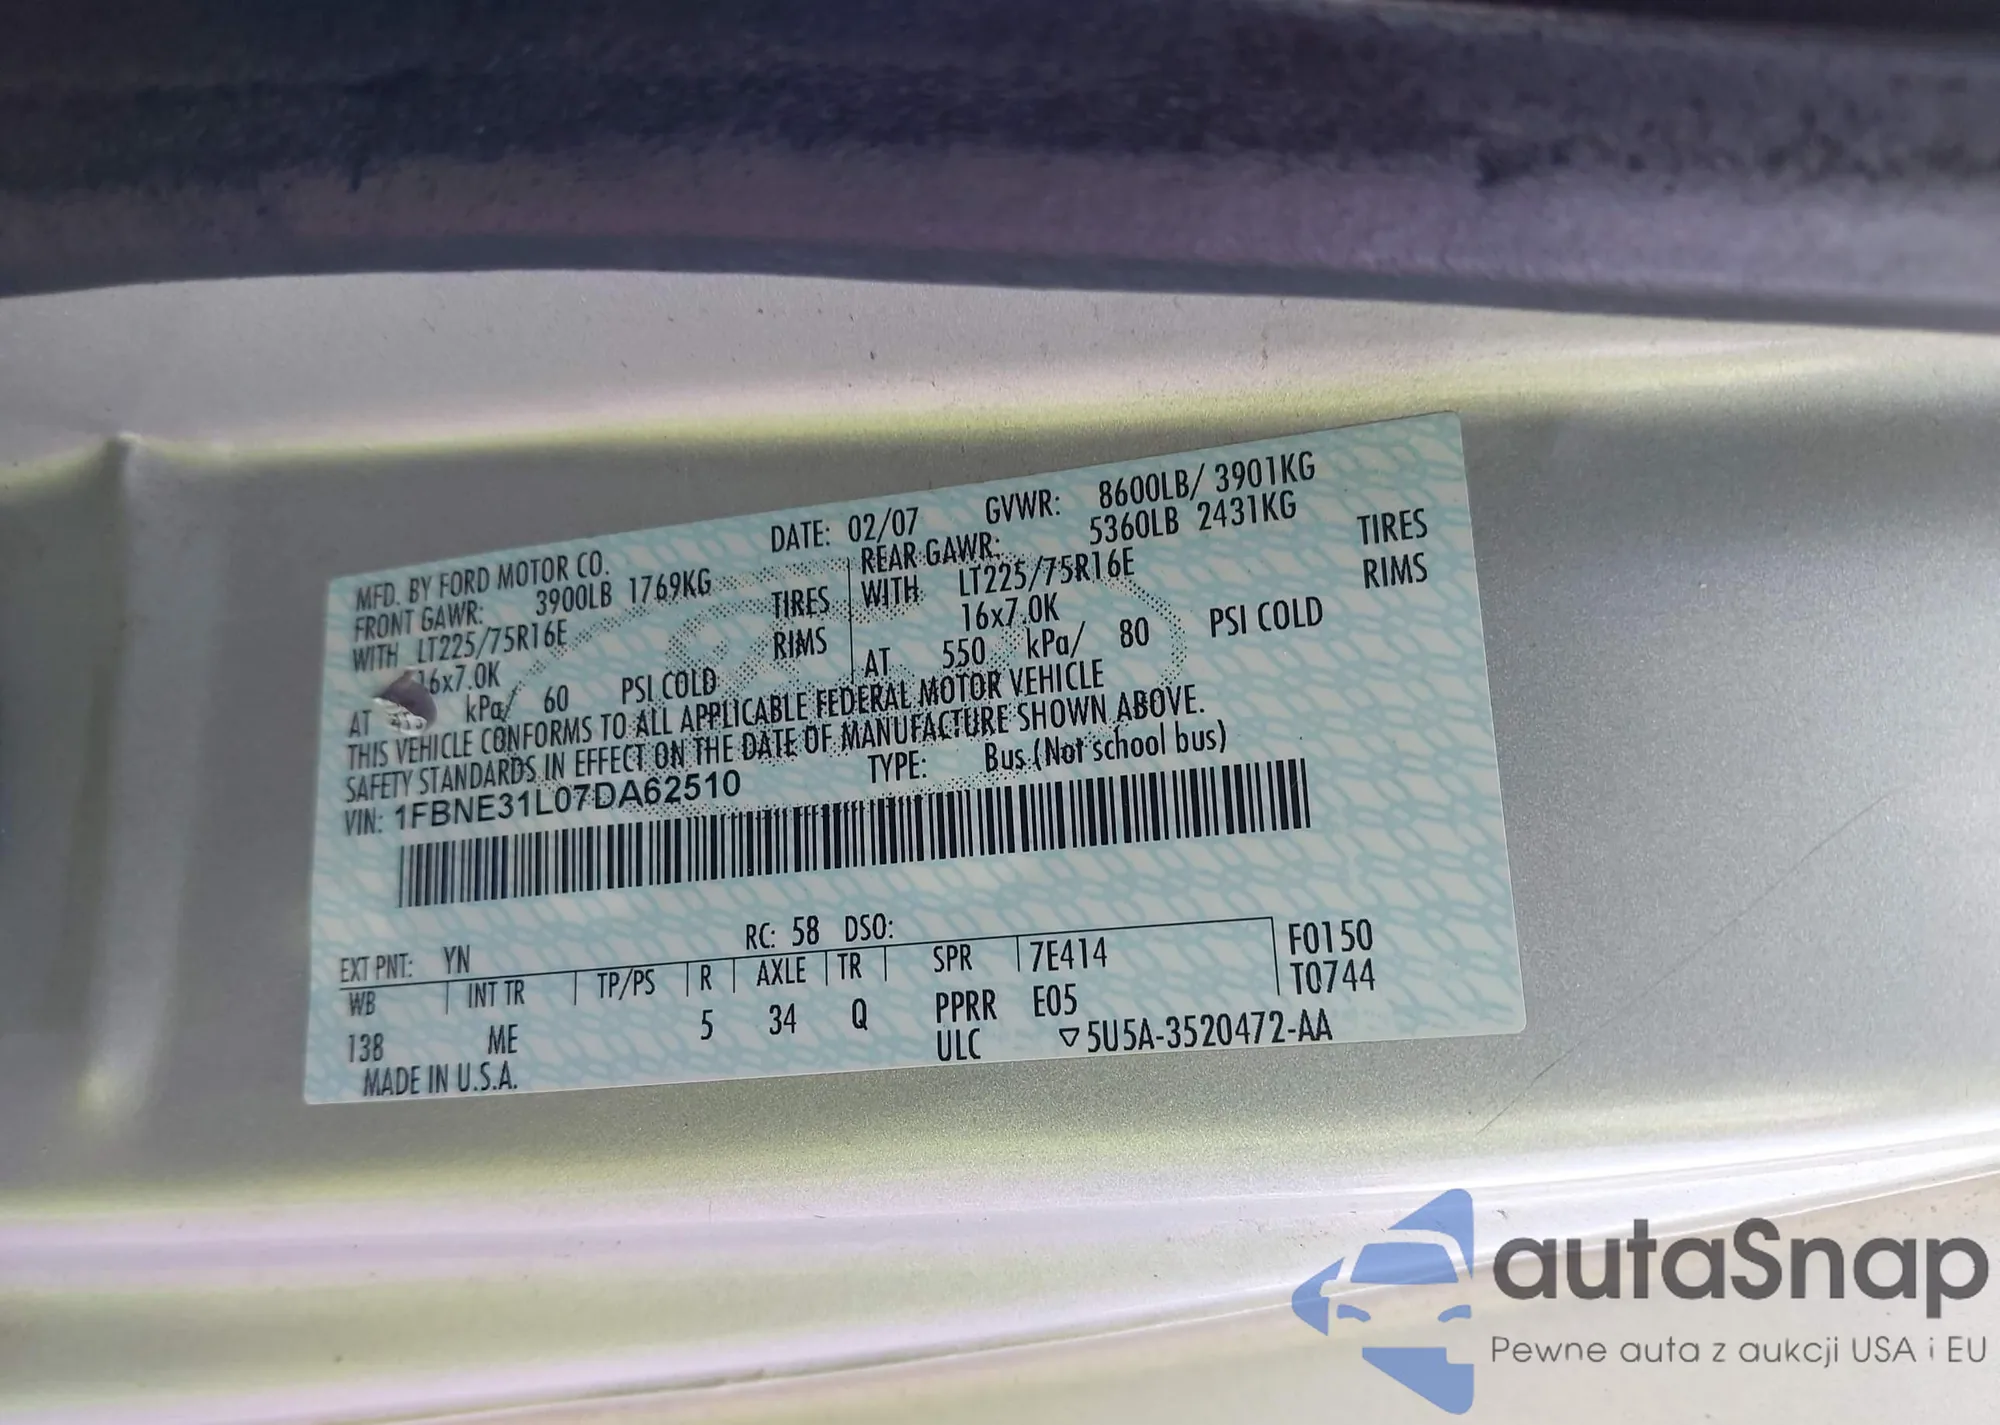 MFD. BY FORD MOTOR CO. DATE: 02/07 GVWR: 8600LB/ 3901KG
FRONT GAWR: 3900LB 1769KG REAR GAWR: 5360LB 2431KG
WITH LT225/75R16E TIRES WITH LT225/75R16E TIRES
16x7.0K RIMS 16x7.0K RIMS
AT kPa/ 60 PSI COLD AT 550 kPa/ 80 PSI COLD
THIS VEHICLE CONFORMS TO ALL APPLICABLE FEDERAL MOTOR VEHICLE
SAFETY STANDARDS IN EFFECT ON THE DATE OF MANUFACTURE SHOWN ABOVE.
VIN: 1FBNE31L07DA62510 TYPE: Bus (Not school bus)
EXT PNT: YN RC: 58 DSO:
WB INT TR TP/PS R AXLE TR SPR 7E414 F0150
138 ME 5 34 Q PPRR E05 T0744
MADE IN U.S.A. ULC ▽5U5A-3520472-AA
autaSnap
Pewne auta z aukcji USA i EU